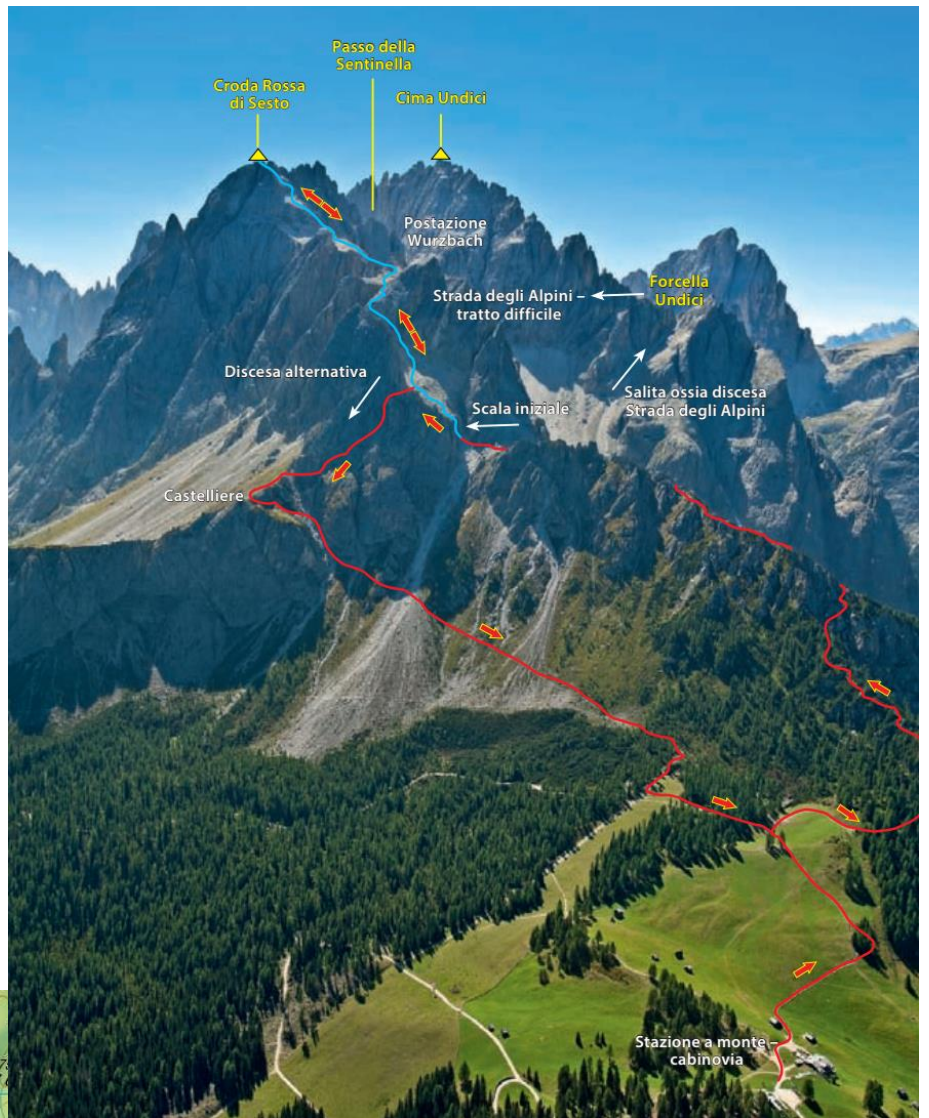 Passo della
Sentinella
Croda Rossa
di Sesto
Cima Undici
Postazione
Wurzbach
Strada degli Alpini –
tratto difficile
Forcella
Undici
Discesa alternativa
Salita ossia discesa
Strada degli Alpini
Scala iniziale
Castelliere
Stazione a monte –
cabinovia